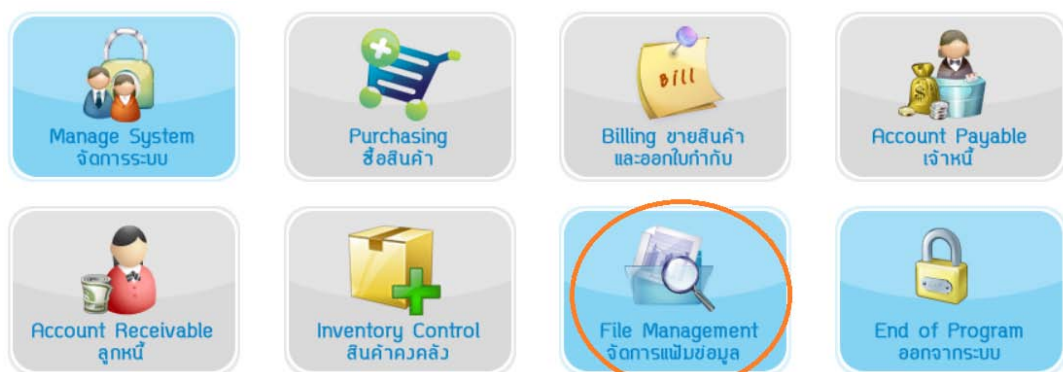 Manage System
จัดการระบบ
Purchasing
ซื้อสินค้า
Bill
Billing ขายสินค้า
และออกใบกำกับ
Account Payable
เจ้าหนี้
Account Receivable
ลูกหนี้
Inventory Control
สินค้าคงคลัง
File Management
จัดการแฟ้มข้อมูล
End of Program
ออกจากระบบ